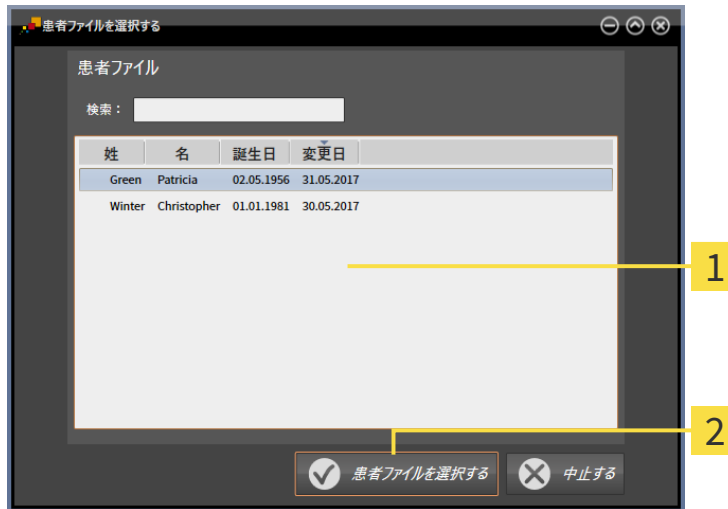 患者ファイルを選択する
患者ファイル
検索：
姓 名 誕生日 変更日
Green Patricia 02.05.1956 31.05.2017
Winter Christopher 01.01.1981 30.05.2017
1
2
患者ファイルを選択する 中止する